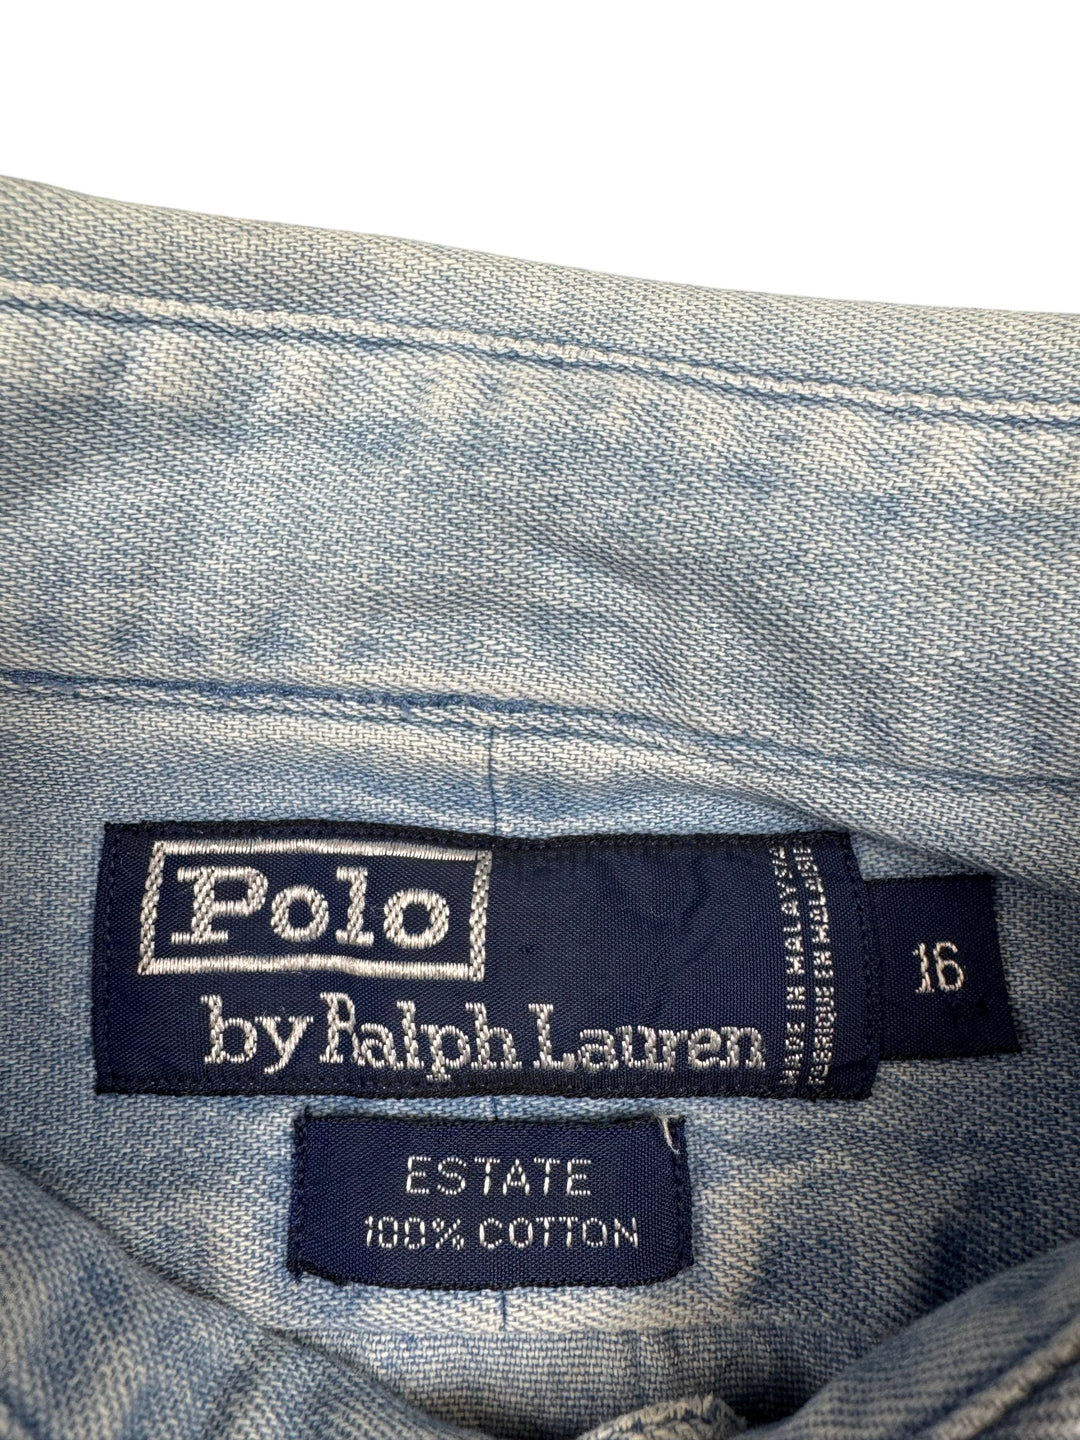 Polo
by Ralph Lauren
MADE IN MALAYSIA
FABRIQUE EN MALAISIE
16
ESTATE
100% COTTON